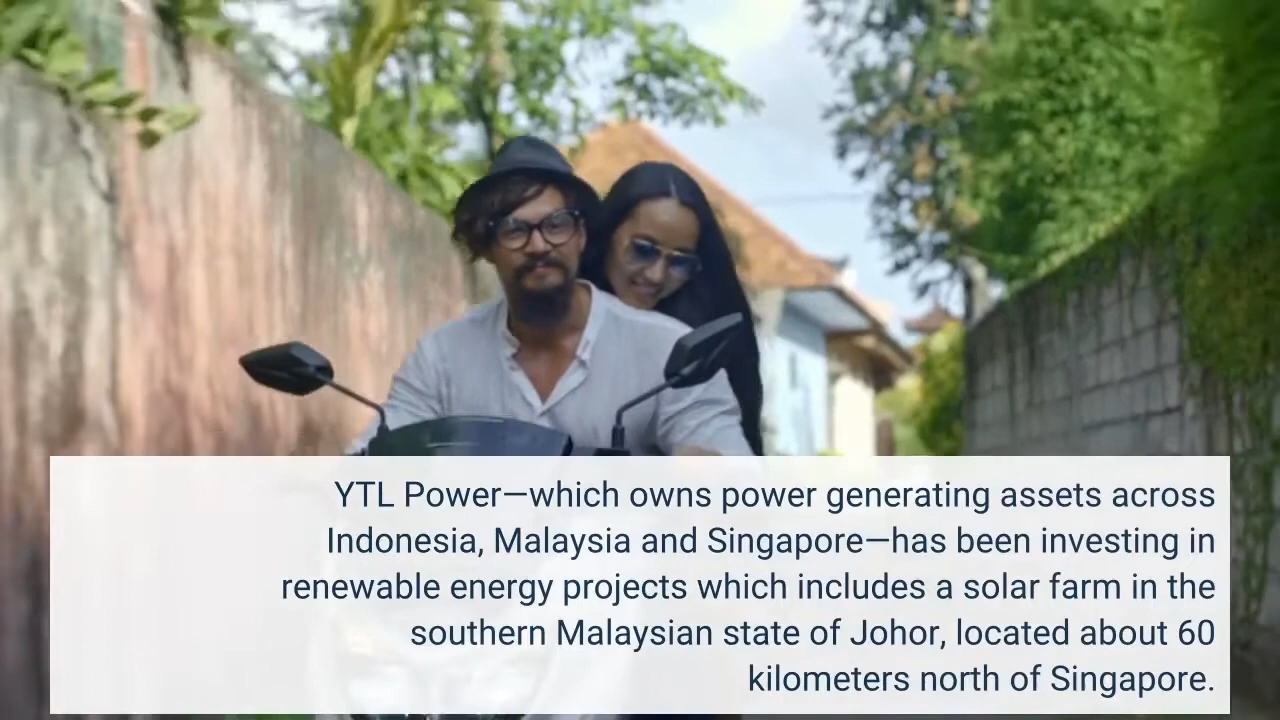 YTL Power—which owns power generating assets across
Indonesia, Malaysia and Singapore—has been investing in
renewable energy projects which includes a solar farm in the
southern Malaysian state of Johor, located about 60
kilometers north of Singapore.